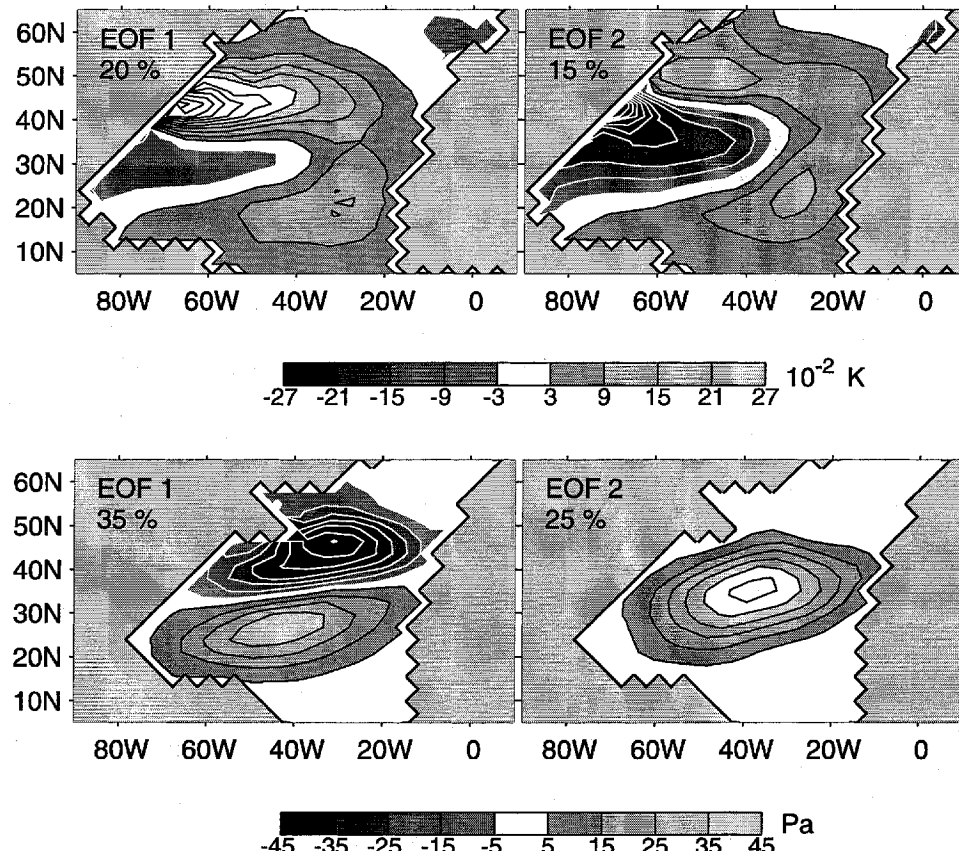 60N
50N
40N
30N
20N
10N
EOF 1
20 %
EOF 2
15 %
80W 60W 40W 20W 0
80W 60W 40W 20W 0
-27 -21 -15 -9 -3 3 9 15 21 27
10⁻² K
60N
50N
40N
30N
20N
10N
EOF 1
35 %
EOF 2
25 %
80W 60W 40W 20W 0
80W 60W 40W 20W 0
-45 -35 -25 -15 -5 5 15 25 35 45
Pa